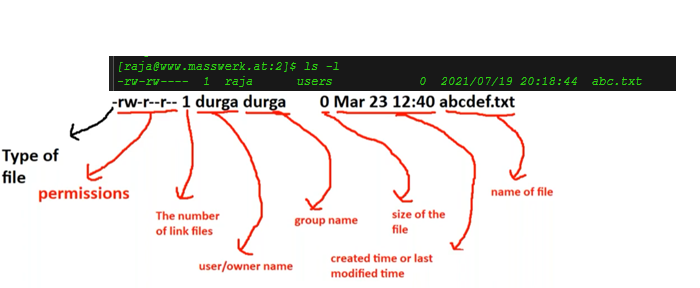 [raja@www.masswerk.at:2]$ ls -l
-rw-rw---- 1 raja users 0 2021/07/19 20:18:44 abc.txt
-rw-r--r-- 1 durga durga 0 Mar 23 12:40 abcdef.txt
Type of
file
permissions
The number
of link files
user/owner name
group name
size of the
file
created time or last
modified time
name of file